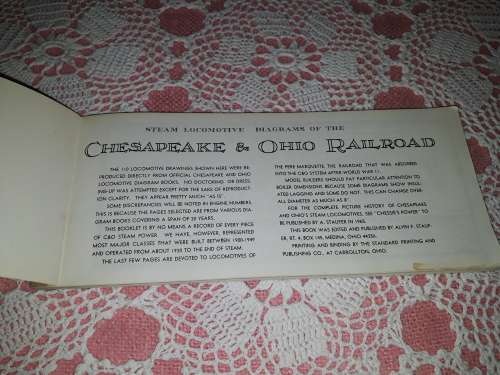 STEAM LOCOMOTIVE DIAGRAMS OF THE
CHESAPEAKE & OHIO RAILROAD
THE 110 LOCOMOTIVE DRAWINGS SHOWN HERE WERE RE-
PRODUCED DIRECTLY FROM OFFICIAL CHESAPEAKE AND OHIO
LOCOMOTIVE DIAGRAM BOOKS. NO DOCTORING OR DRESS-
ING-UP WAS ATTEMPTED EXCEPT FOR THE SAKE OF REPRODUCT-
ION CLARITY. THEY APPEAR PRETTY MUCH "AS IS".
SOME DISCREPANCIES WILL BE NOTED IN ENGINE NUMBERS.
THIS IS BECAUSE THE PAGES SELECTED ARE FROM VARIOUS DIA-
GRAM BOOKS COVERING A SPAN OF 20 YEARS.
THIS BOOKLET IS BY NO MEANS A RECORD OF EVERY PIECE
OF C&O STEAM POWER. WE HAVE, HOWEVER, REPRESENTED
MOST MAJOR CLASSES THAT WERE BUILT BETWEEN 1900-1949
AND OPERATED FROM ABOUT 1930 TO THE END OF STEAM.
THE LAST FEW PAGES ARE DEVOTED TO LOCOMOTIVES OF
THE PERE MARQUETTE THE RAILROAD THAT WAS ABSORBED
INTO THE C&O SYSTEM AFTER WORLD WAR II.
MODEL BUILDERS SHOULD PAY PARTICULAR ATTENTION TO
BOILER DIMENSIONS BECAUSE SOME DIAGRAMS SHOW INSUL-
LATED LAGGING AND SOME DO NOT. THIS CAN CHANGE OVER-
ALL DIAMETER AS MUCH AS 8".
FOR THE COMPLETE PICTURE HISTORY OF CHESAPEAKE
AND OHIO'S STEAM LOCOMOTIVES, SEE "CHESSIE'S POWER" TO
BE PUBLISHED BY A. STAUFER IN 1965.
THIS BOOK WAS EDITED AND PUBLISHED BY ALVIN F. STAUF-
ER, RT. 4, BOX 149, MEDINA, OHIO 44256.
PRINTING AND BINDING BY THE STANDARD PRINTING AND
PUBLISHING CO., AT CARROLLTON, OHIO.